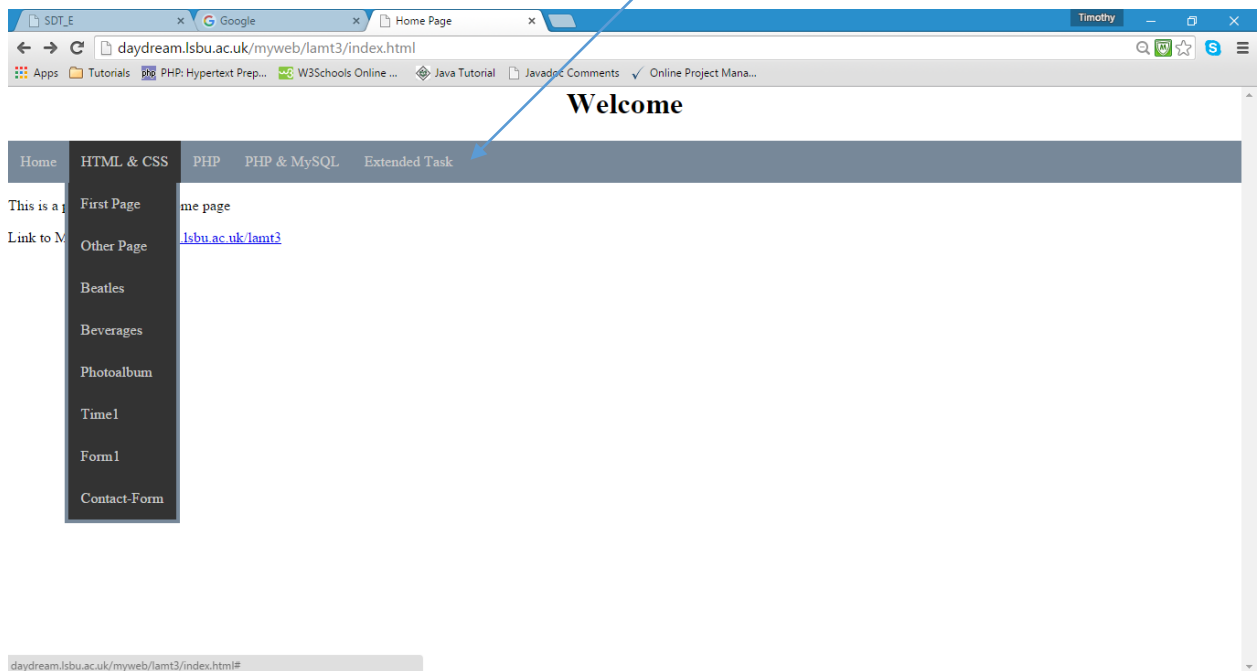 SDT_E Google Home Page Timothy
daydream.lsbu.ac.uk/myweb/lamt3/index.html
Apps Tutorials PHP: Hypertext Prep... W3Schools Online ... Java Tutorial Javadoc Comments Online Project Mana...
Welcome
Home HTML & CSS PHP PHP & MySQL Extended Task
First Page
Other Page
Beatles
Beverages
Photoalbum
Time1
Form1
Contact-Form
This is a me page
Link to .lsbu.ac.uk/lamt3
daydream.lsbu.ac.uk/myweb/lamt3/index.html#